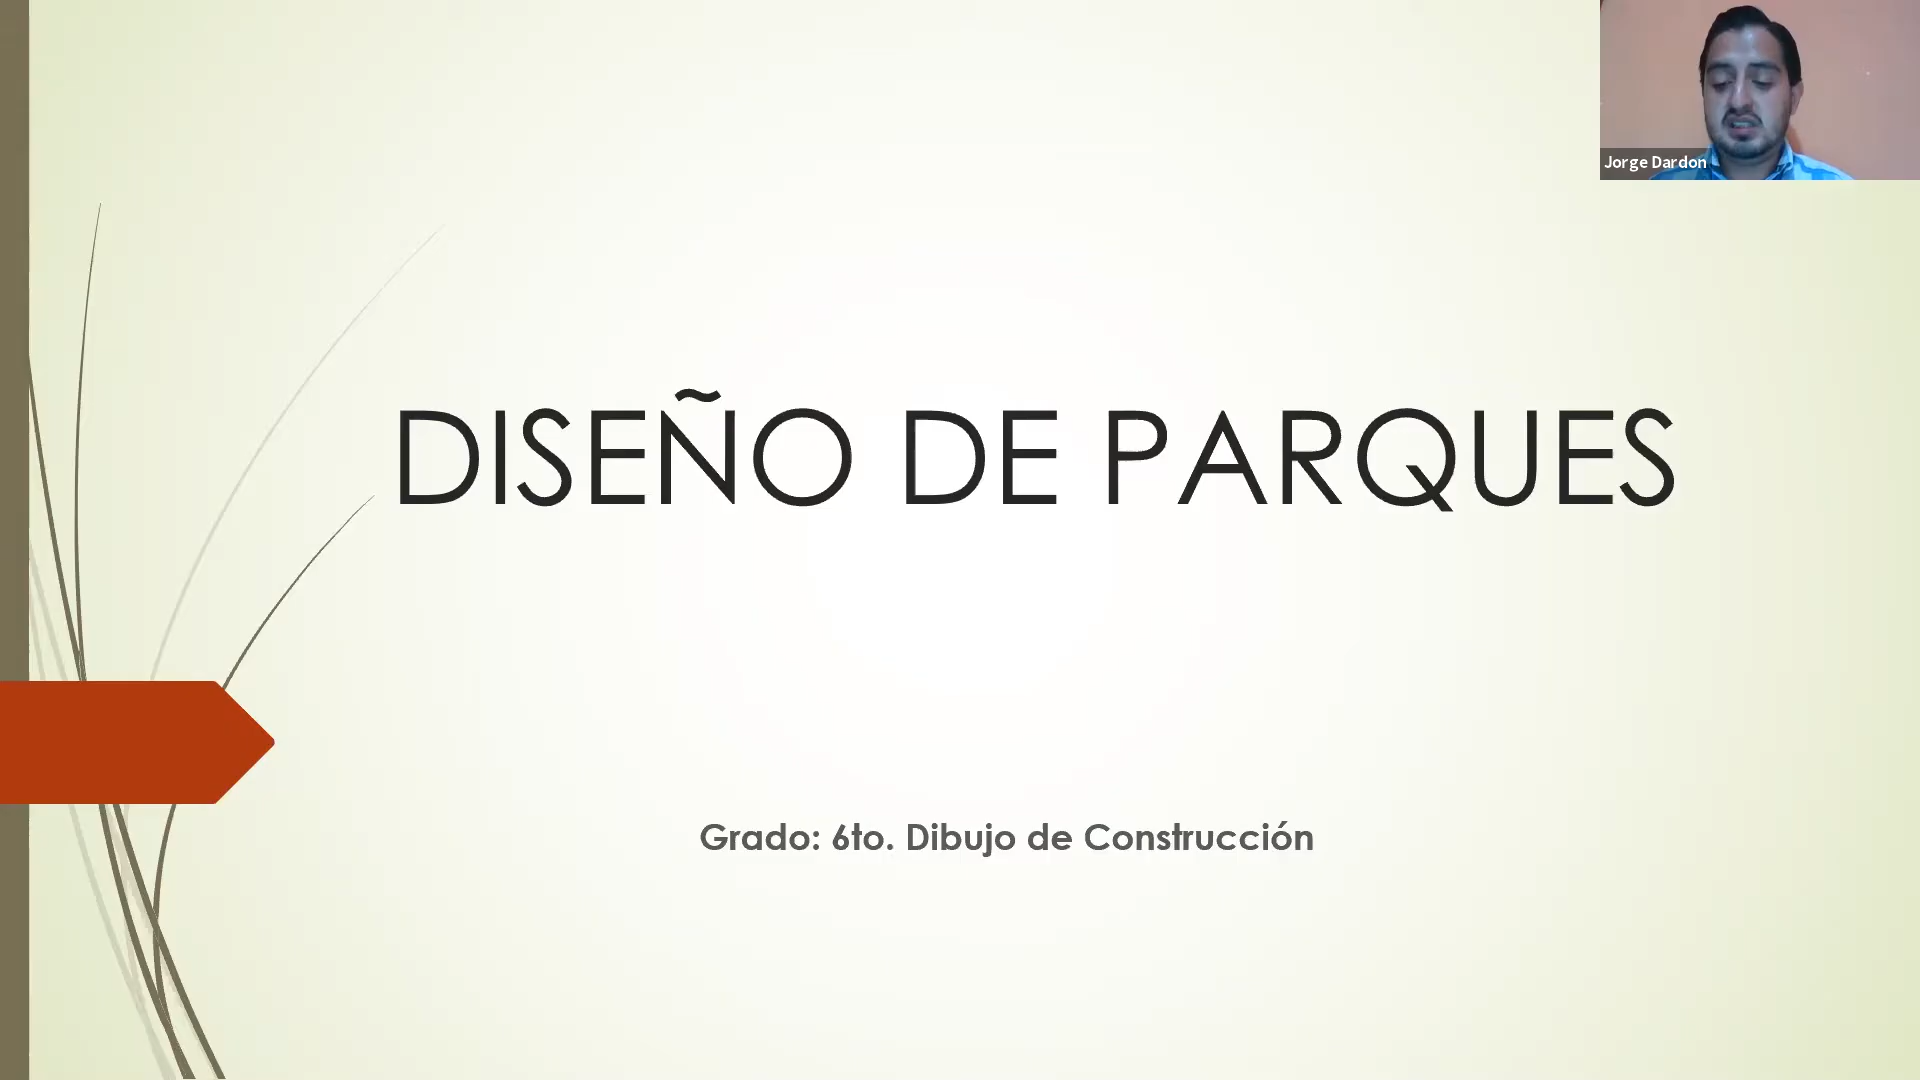 Jorge Dardon
DISEÑO DE PARQUES
Grado: 6to. Dibujo de Construcción